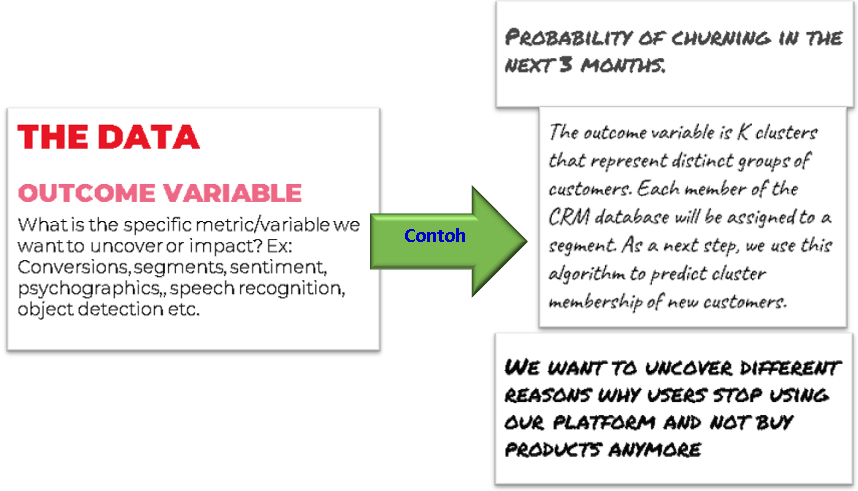 THE DATA
OUTCOME VARIABLE
What is the specific metric/variable we
want to uncover or impact? Ex:
Conversions, segments, sentiment,
psychographics,, speech recognition,
object detection etc.
Contoh
PROBABILITY OF CHURNING IN THE
NEXT 3 MONTHS.
The outcome variable is K clusters
that represent distinct groups of
customers. Each member of the
CRM database will be assigned to a
segment. As a next step, we use this
algorithm to predict cluster
membership of new customers.
WE WANT TO UNCOVER DIFFERENT
REASONS WHY USERS STOP USING
OUR PLATFORM AND NOT BUY
PRODUCTS ANYMORE